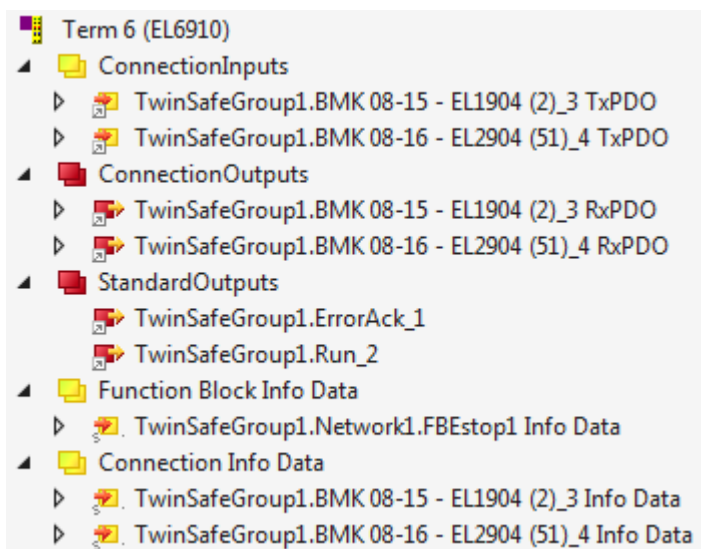 Term 6 (EL6910)
ConnectionInputs
TwinSafeGroup1.BMK 08-15 - EL1904 (2)_3 TxPDO
TwinSafeGroup1.BMK 08-16 - EL2904 (51)_4 TxPDO
ConnectionOutputs
TwinSafeGroup1.BMK 08-15 - EL1904 (2)_3 RxPDO
TwinSafeGroup1.BMK 08-16 - EL2904 (51)_4 RxPDO
StandardOutputs
TwinSafeGroup1.ErrorAck_1
TwinSafeGroup1.Run_2
Function Block Info Data
TwinSafeGroup1.Network1.FBEstop1 Info Data
Connection Info Data
TwinSafeGroup1.BMK 08-15 - EL1904 (2)_3 Info Data
TwinSafeGroup1.BMK 08-16 - EL2904 (51)_4 Info Data